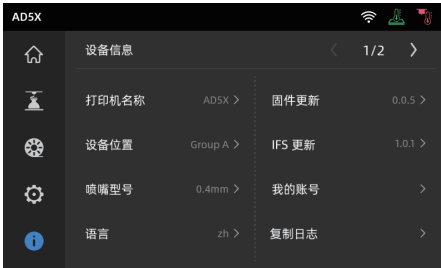 AD5X
设备信息
< 1/2 >
打印机名称 AD5X >
固件更新 0.0.5 >
设备位置 Group A >
IFS 更新 1.0.1 >
喷嘴型号 0.4mm >
我的账号 >
语言 zh >
复制日志 >